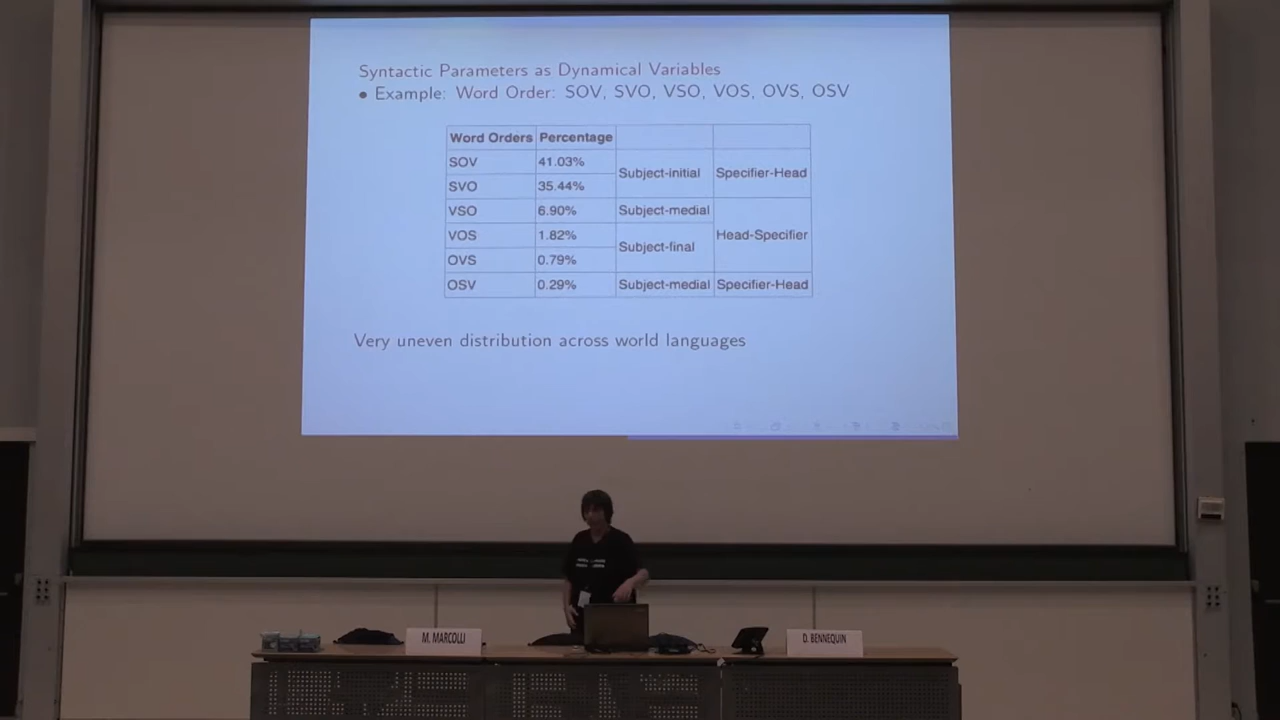 Syntactic Parameters as Dynamical Variables
• Example: Word Order: SOV, SVO, VSO, VOS, OVS, OSV
Word Orders Percentage
SOV 41.03%
Subject-initial Specifier-Head
SVO 35.44%
VSO 6.90% Subject-medial
VOS 1.82% Head-Specifier
Subject-final
OVS 0.79%
OSV 0.29% Subject-medial Specifier-Head
Very uneven distribution across world languages
M. MARCOLLI
D. BENNEQUIN